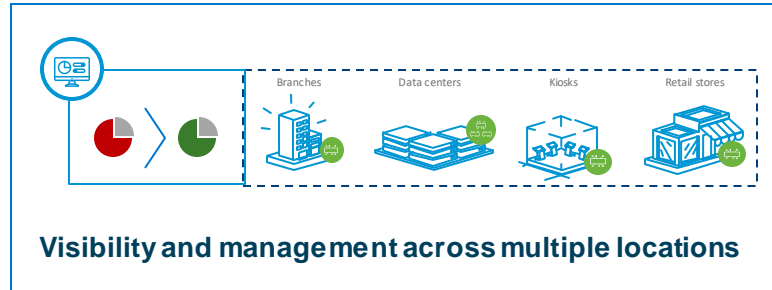 Branches
Data centers
Kiosks
Retail stores
Visibility and management across multiple locations